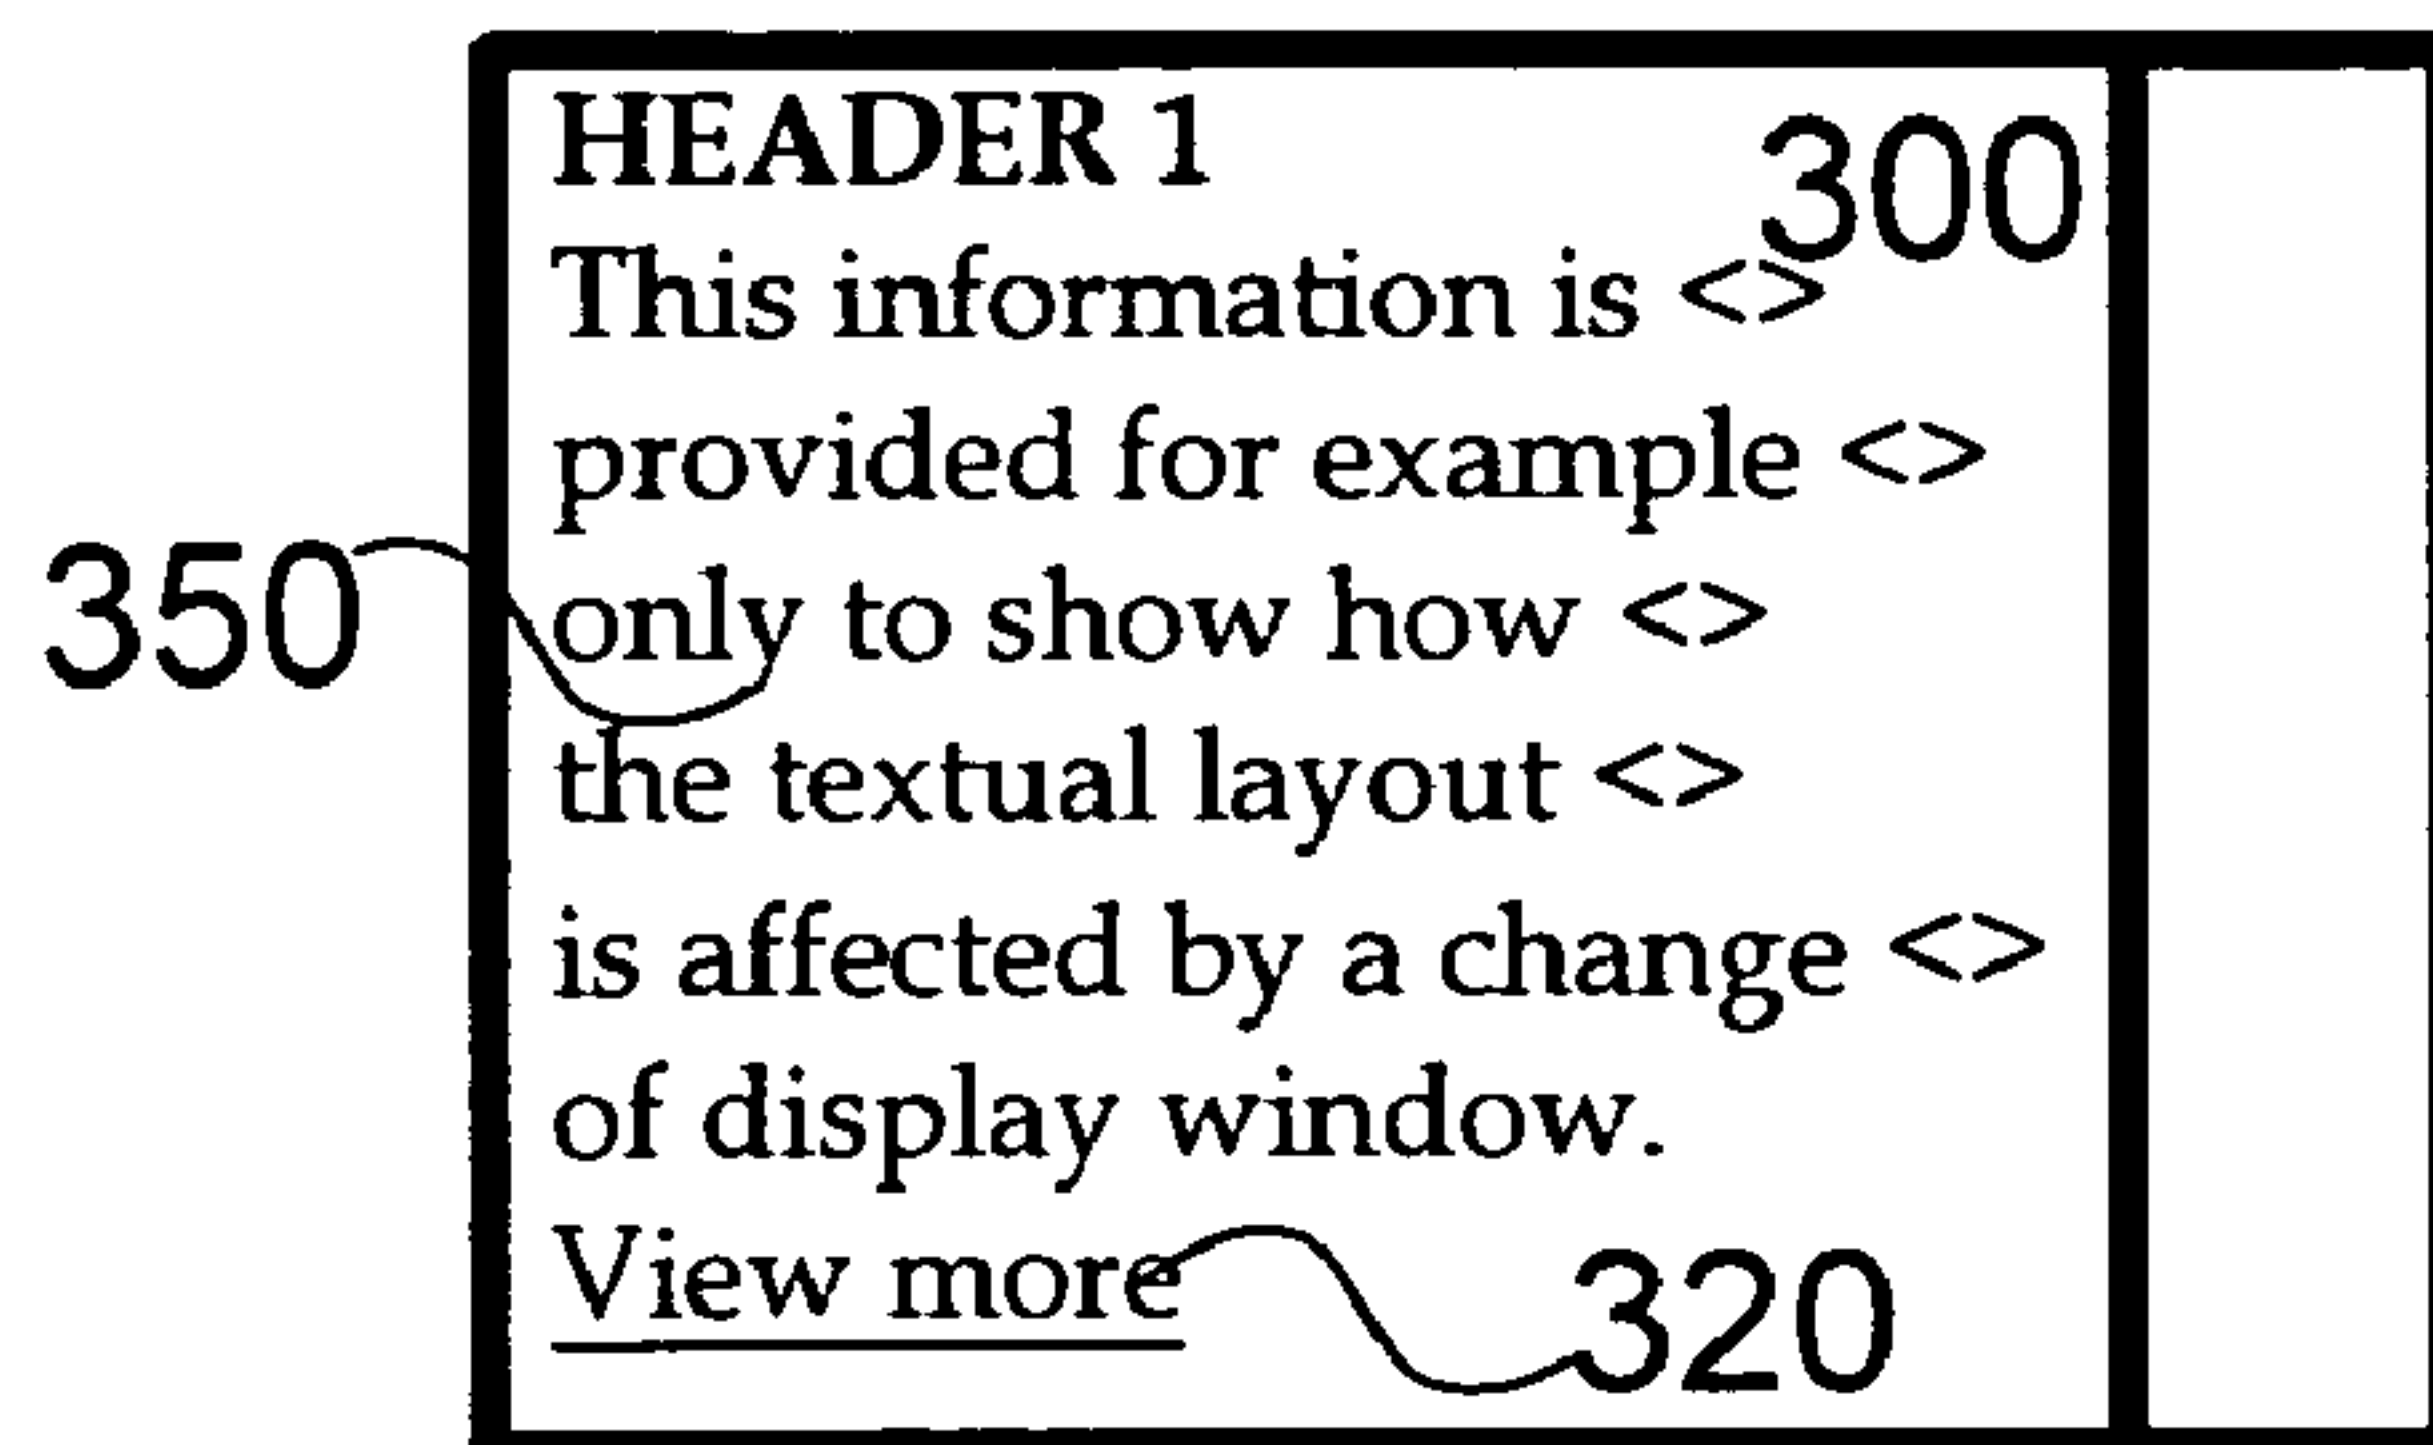 HEADER 1
300
This information is <>
provided for example <>
350
only to show how <>
the textual layout <>
is affected by a change <>
of display window.
View more
320